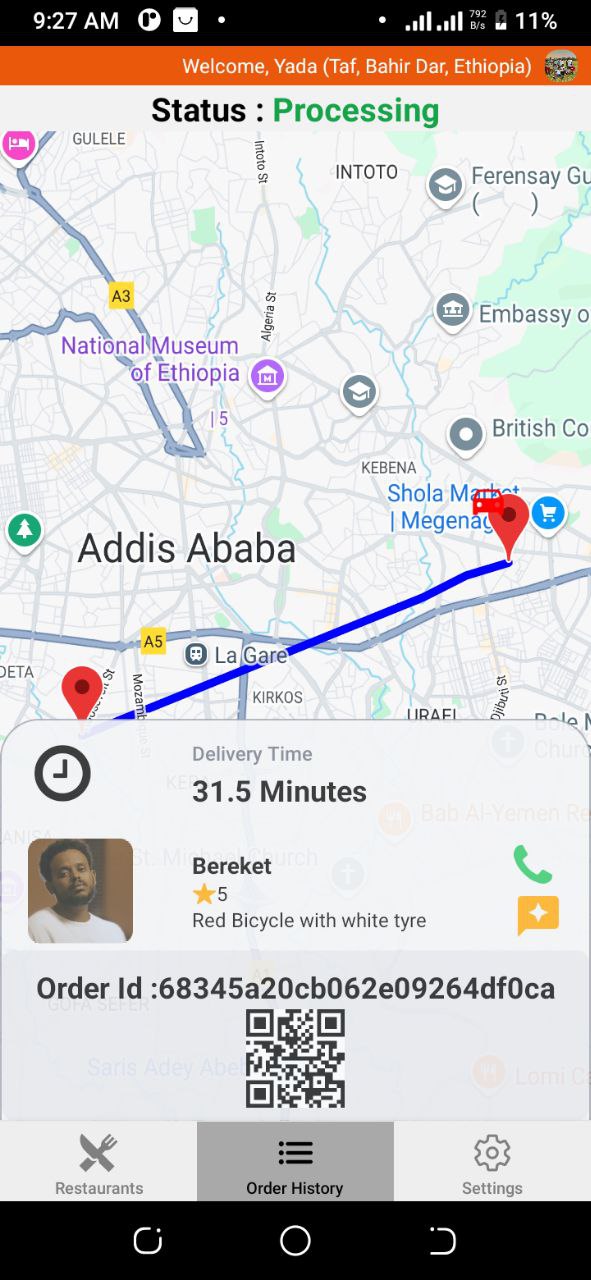 9:27 AM
792
B/s
11%
Welcome, Yada (Taf, Bahir Dar, Ethiopia)
Status : Processing
GULELE
Intoto St
INTOTO
Ferensay Gu
( )
A3
Algeria St
Embassy o
National Museum
of Ethiopia
| 5
British Co
KEBENA
Shola Market
| Megenag
Addis Ababa
A5
La Gare
DETA
KIRKOS
Djibuti St
URAEL
Bole M
Churc
Delivery Time
31.5 Minutes
Bab Al-Yemen Re
ANISA
St. Michael Church
Bereket
5
Red Bicycle with white tyre
A1
Order Id :68345a20cb062e09264df0ca
GOFA SEFER
Saris Adey Abe
Lomi Ca
Restaurants
Order History
Settings